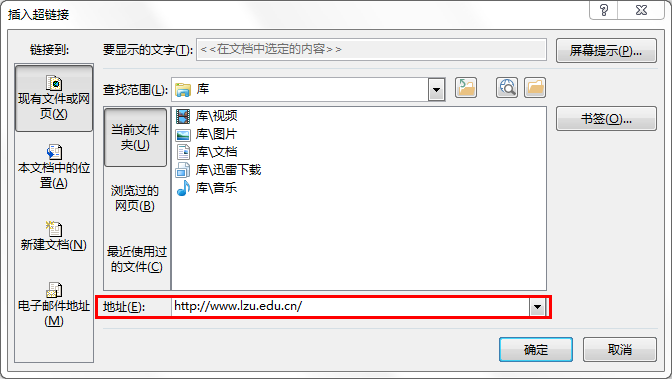 插入超链接
链接到:
要显示的文字(T):
<<在文档中选定的内容>>
屏幕提示(P)...
现有文件或网
页(X)
查找范围(L):
库
当前文件
夹(U)
库\视频
库\图片
库\文档
库\迅雷下载
库\音乐
书签(O)...
本文档中的位
置(A)
浏览过的
网页(B)
新建文档(N)
最近使用过
的文件(C)
电子邮件地址
(M)
地址(E):
http://www.lzu.edu.cn/
确定
取消